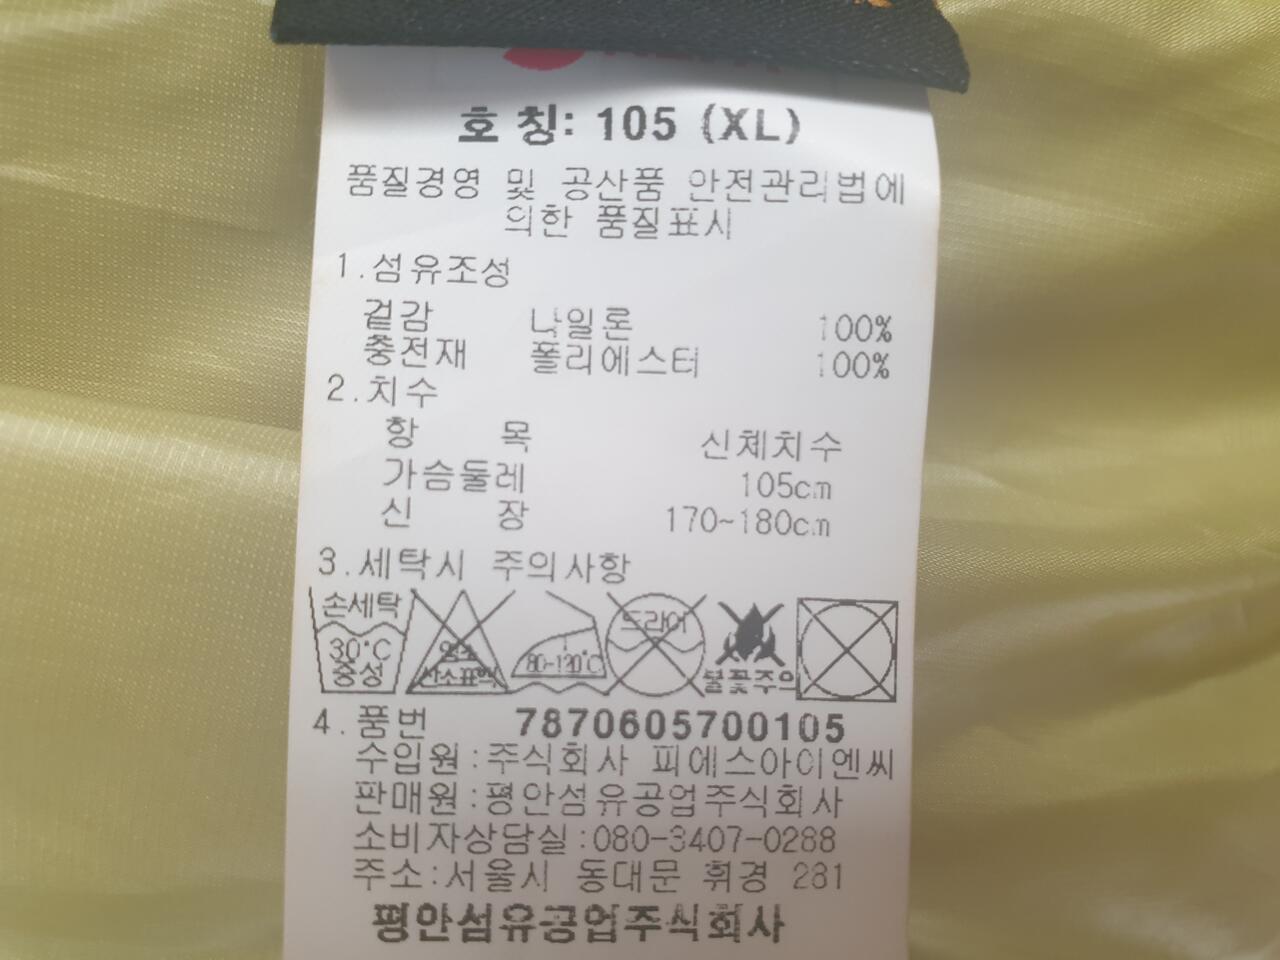 호 칭: 105 (XL)
품질경영 및 공산품 안전관리법에
의한 품질표시
1.섬유조성
겉감 나일론 100%
충전재 폴리에스터 100%
2.치수
항 목 신체치수
가슴둘레 105cm
신 장 170~180cm
3.세탁시 주의사항
손세탁 30°C 중성
염소 산소표백
80-120°C
드라이
불꽃주의
4.품번 7870605700105
수입원:주식회사 피에스아이엔씨
판매원:평안섬유공업주식회사
소비자상담실:080-3407-0288
주소:서울시 동대문 휘경 281
평안섬유공업주식회사